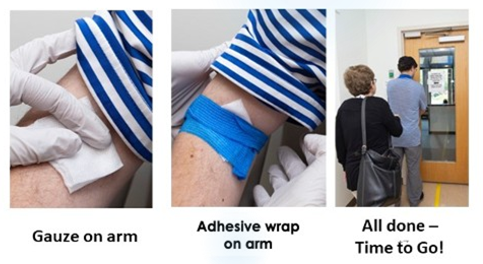 Gauze on arm
Adhesive wrap
on arm
All done –
Time to Go!